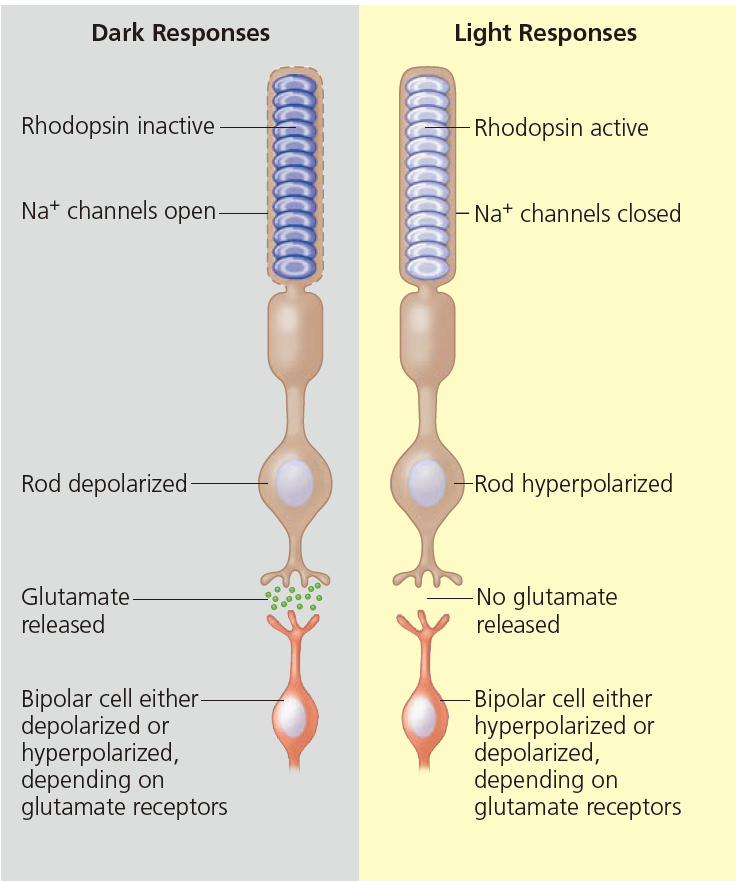 Dark Responses
Rhodopsin inactive
Na+ channels open
Rod depolarized
Glutamate
released
Bipolar cell either
depolarized or
hyperpolarized,
depending on
glutamate receptors
Light Responses
Rhodopsin active
Na+ channels closed
Rod hyperpolarized
No glutamate
released
Bipolar cell either
hyperpolarized or
depolarized,
depending on
glutamate receptors